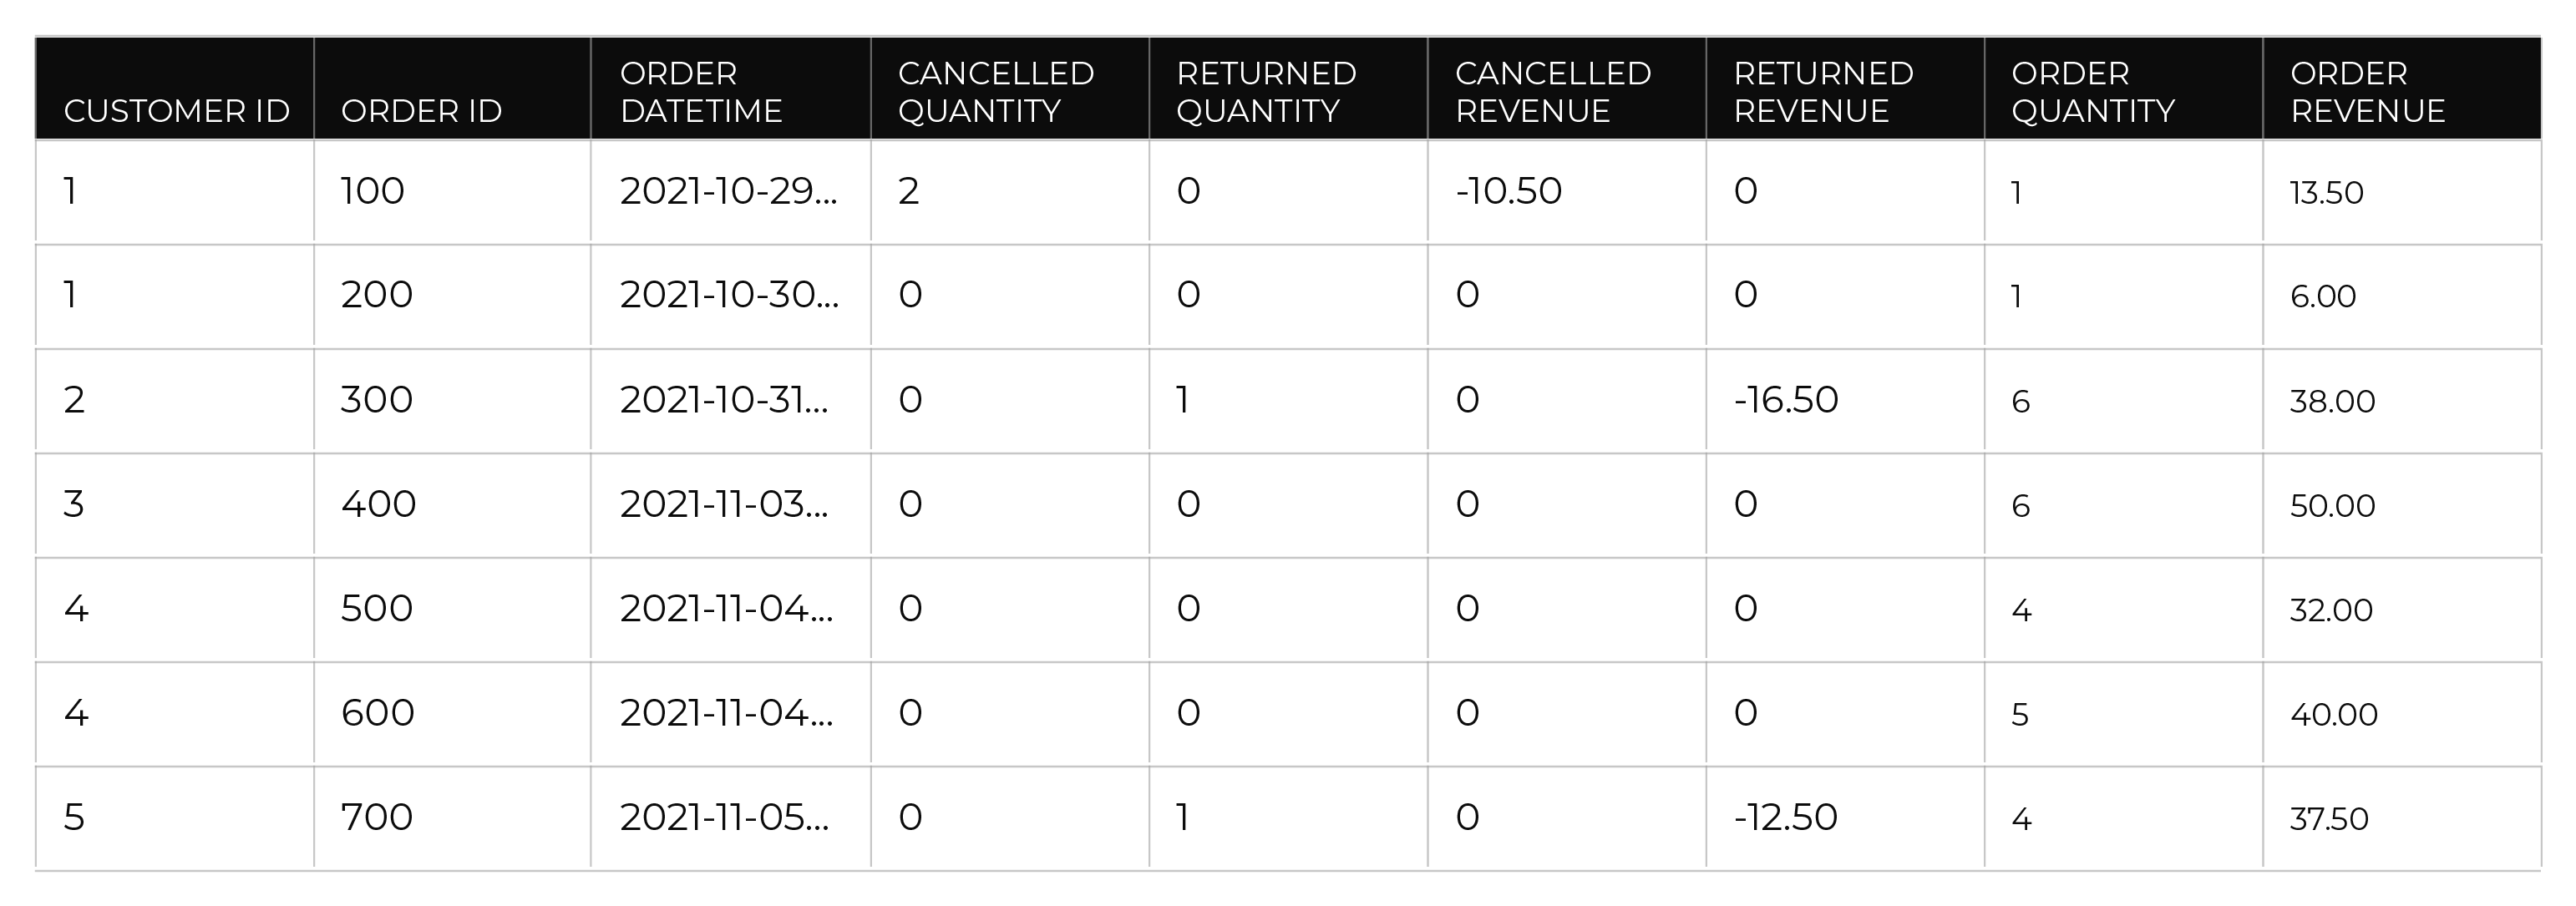 CUSTOMER ID ORDER ID ORDER DATETIME CANCELLED QUANTITY RETURNED QUANTITY CANCELLED REVENUE RETURNED REVENUE ORDER QUANTITY ORDER REVENUE
1 100 2021-10-29... 2 0 -10.50 0 1 13.50
1 200 2021-10-30... 0 0 0 0 1 6.00
2 300 2021-10-31... 0 1 0 -16.50 6 38.00
3 400 2021-11-03... 0 0 0 0 6 50.00
4 500 2021-11-04... 0 0 0 0 4 32.00
4 600 2021-11-04... 0 0 0 0 5 40.00
5 700 2021-11-05... 0 1 0 -12.50 4 37.50